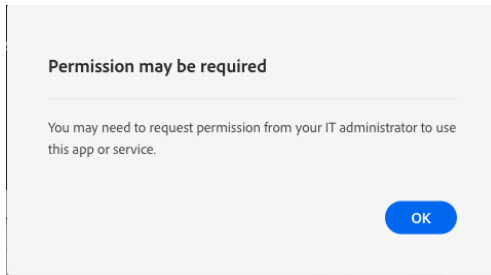 Permission may be required
You may need to request permission from your IT administrator to use
this app or service.
OK